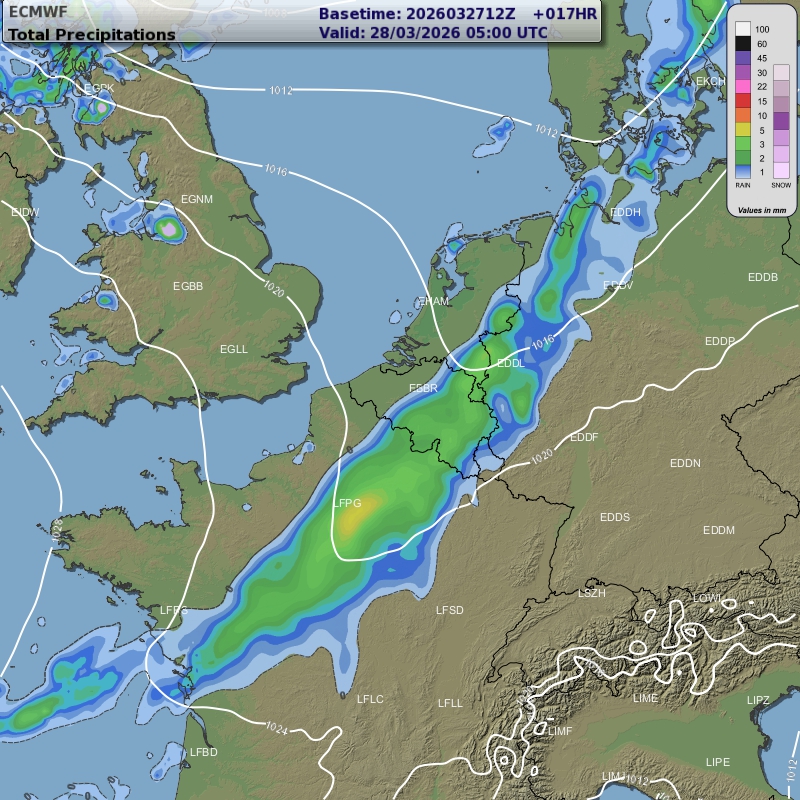 ECMWF
Basetime: 2026032712Z +017HR
Total Precipitations
Valid: 28/03/2026 05:00 UTC
100
60
45
30
22
15
10
5
3
2
1
RAIN SNOW
Values in mm
EKCH
EGPK
1012
1012
1016
EGNM
EIDW
EDDH
EDDB
EGBB
1020
EDDV
EHAM
EDDP
1016
EGLL
EDDL
EBBR
EDDF
1020
EDDN
LFPG
EDDS
EDDM
1028
LSZH
LOWI
LFRS
LFSD
LFLC
LFLL
LIME
LIPZ
1024
LIMF
LFBD
LIPE
1012
LIMJ
1012